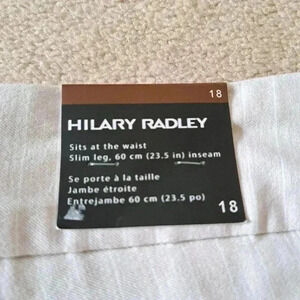 18
HILARY RADLEY
Sits at the waist
Slim leg, 60 cm (23.5 in) inseam
Se porte à la taille
Jambe étroite
Entrejambe 60 cm (23.5 po)
18